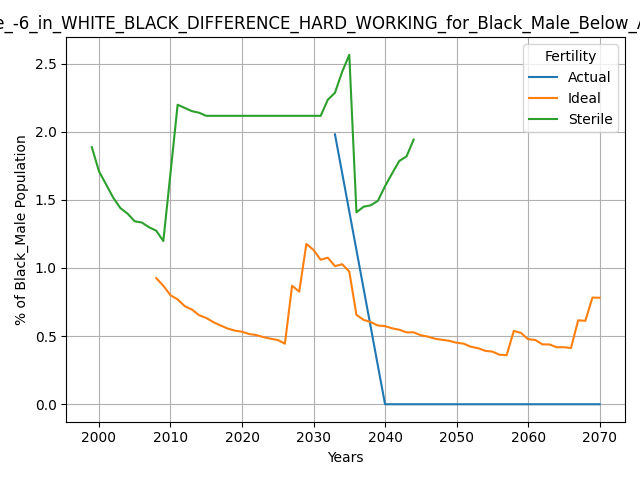 e_-6_in_WHITE_BLACK_DIFFERENCE_HARD_WORKING_for_Black_Male_Below_A
Fertility
Actual
Ideal
Sterile
% of Black_Male Population
2.5
2.0
1.5
1.0
0.5
0.0
2000 2010 2020 2030 2040 2050 2060 2070
Years